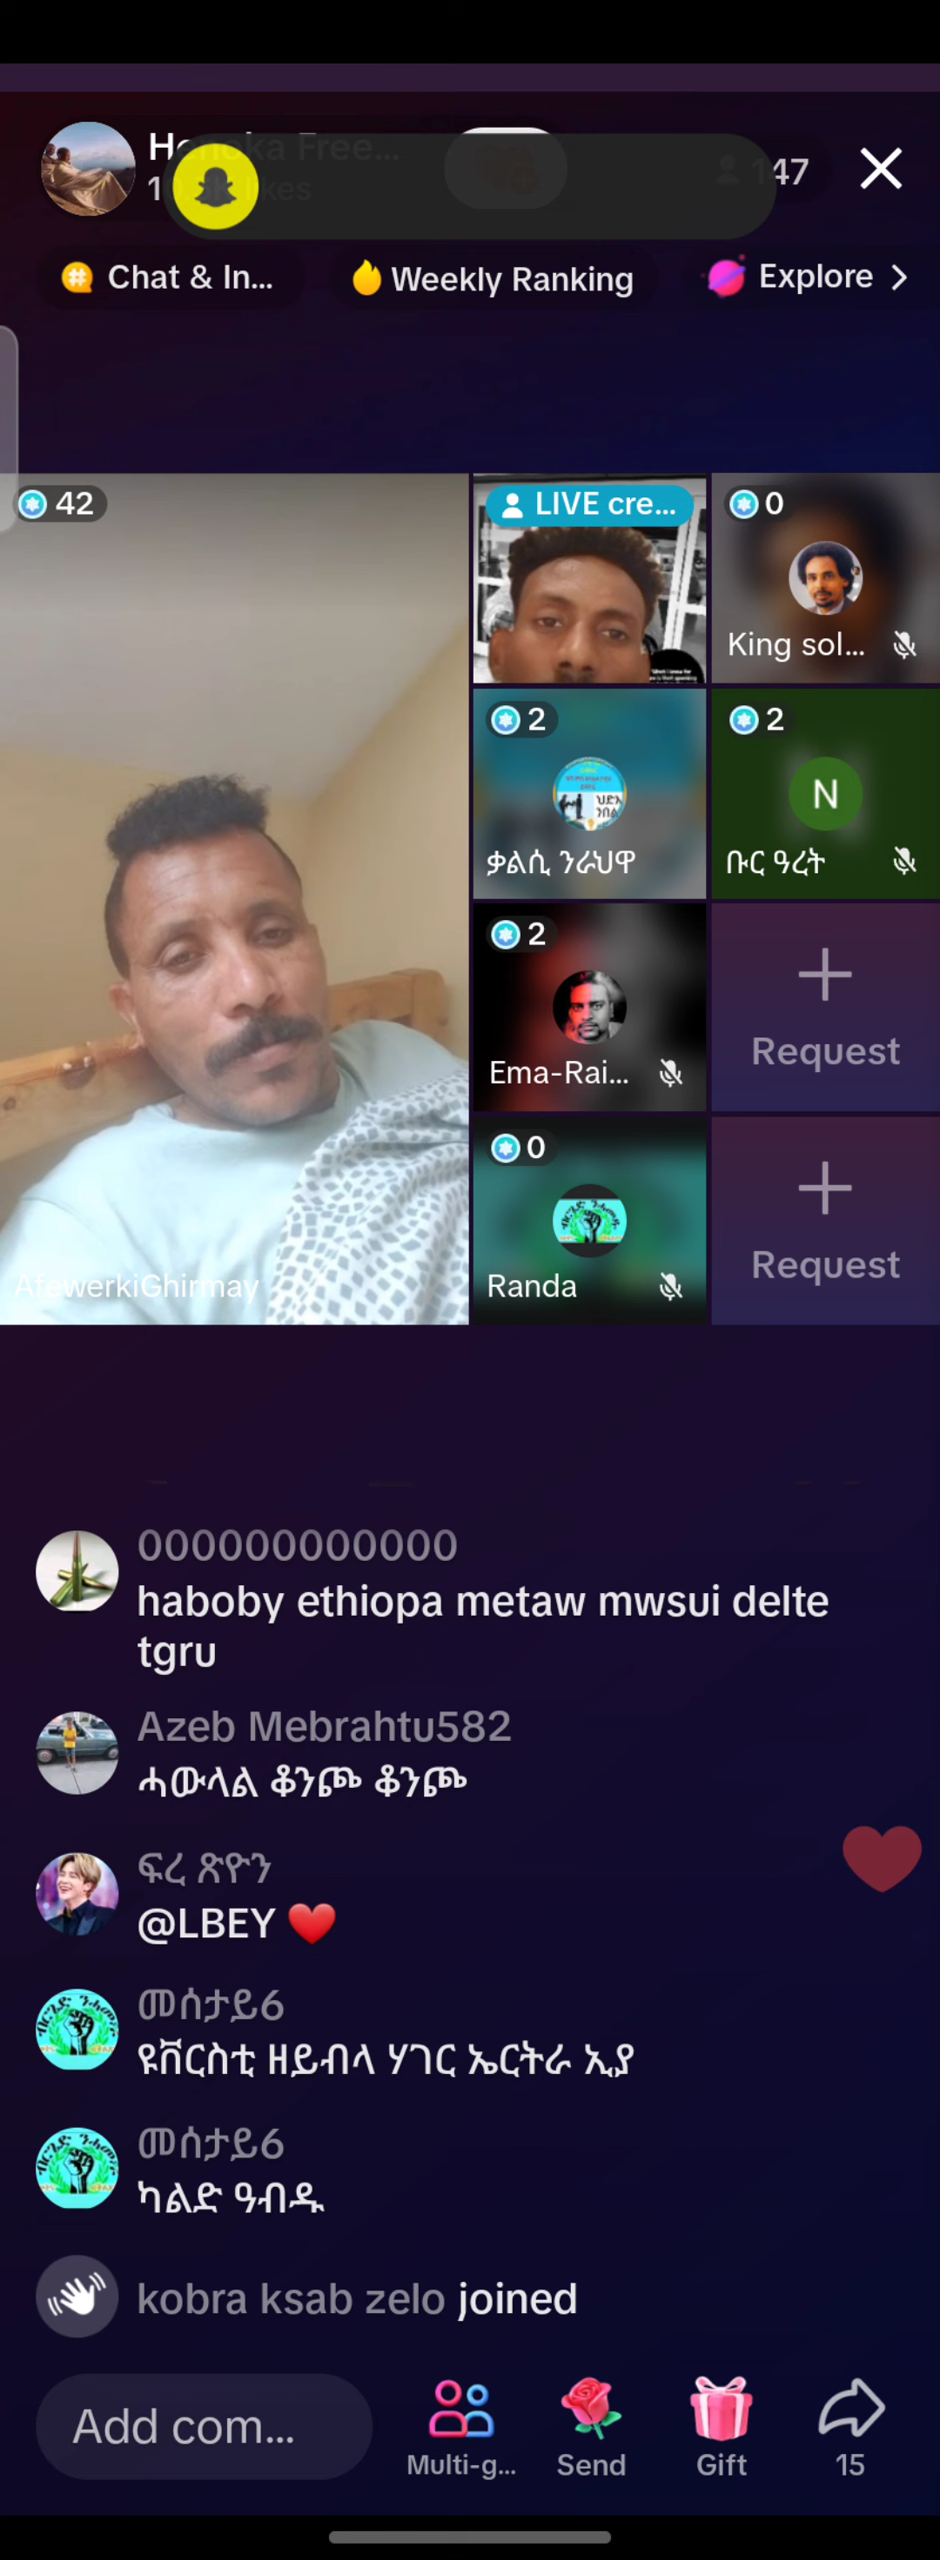 147
Chat & In...
Weekly Ranking
Explore
42
LIVE cre...
0
King sol...
2
ቃልሲ ንራህዋ
2
N
ቡር ዓረት
2
Ema-Rai...
Request
0
Randa
Request
AfewerkiGhirmay
000000000000
haboby ethiopa metaw mwsui delte
tgru
Azeb Mebrahtu582
ሓውላል ቆንጮ ቆንጮ
ፍረ ጽዮን
@LBEY ❤️
መሰታይ6
ዩቨርስቲ ዘይብላ ሃገር ኤርትራ ኢያ
መሰታይ6
ካልድ ዓብዱ
kobra ksab zelo joined
Add com...
Multi-g...
Send
Gift
15